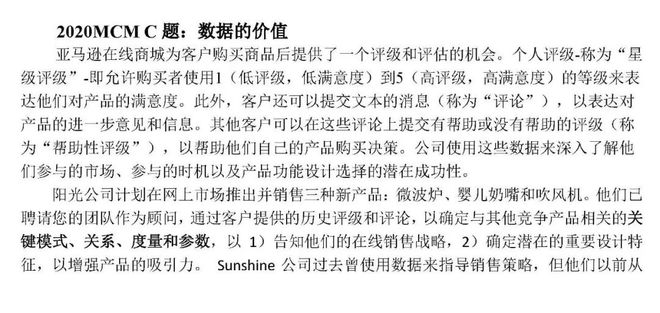 2020MCM C 题：数据的价值
亚马逊在线商城为客户购买商品后提供了一个评级和评估的机会。个人评级-称为“星
级评级”-即允许购买者使用1（低评级，低满意度）到5（高评级，高满意度）的等级来表
达他们对产品的满意度。此外，客户还可以提交文本的消息（称为“评论”），以表达对
产品的进一步意见和信息。其他客户可以在这些评论上提交有帮助或没有帮助的评级（称
为“帮助性评级”），以帮助他们自己的产品购买决策。公司使用这些数据来深入了解他
们参与的市场、参与的时机以及产品功能设计选择的潜在成功性。
阳光公司计划在网上市场推出并销售三种新产品：微波炉、婴儿奶嘴和吹风机。他们已
聘请您的团队作为顾问，通过客户提供的历史评级和评论，以确定与其他竞争产品相关的关
键模式、关系、度量和参数，以 1）告知他们的在线销售战略，2）确定潜在的重要设计特
征，以增强产品的吸引力。 Sunshine 公司过去曾使用数据来指导销售策略，但他们以前从